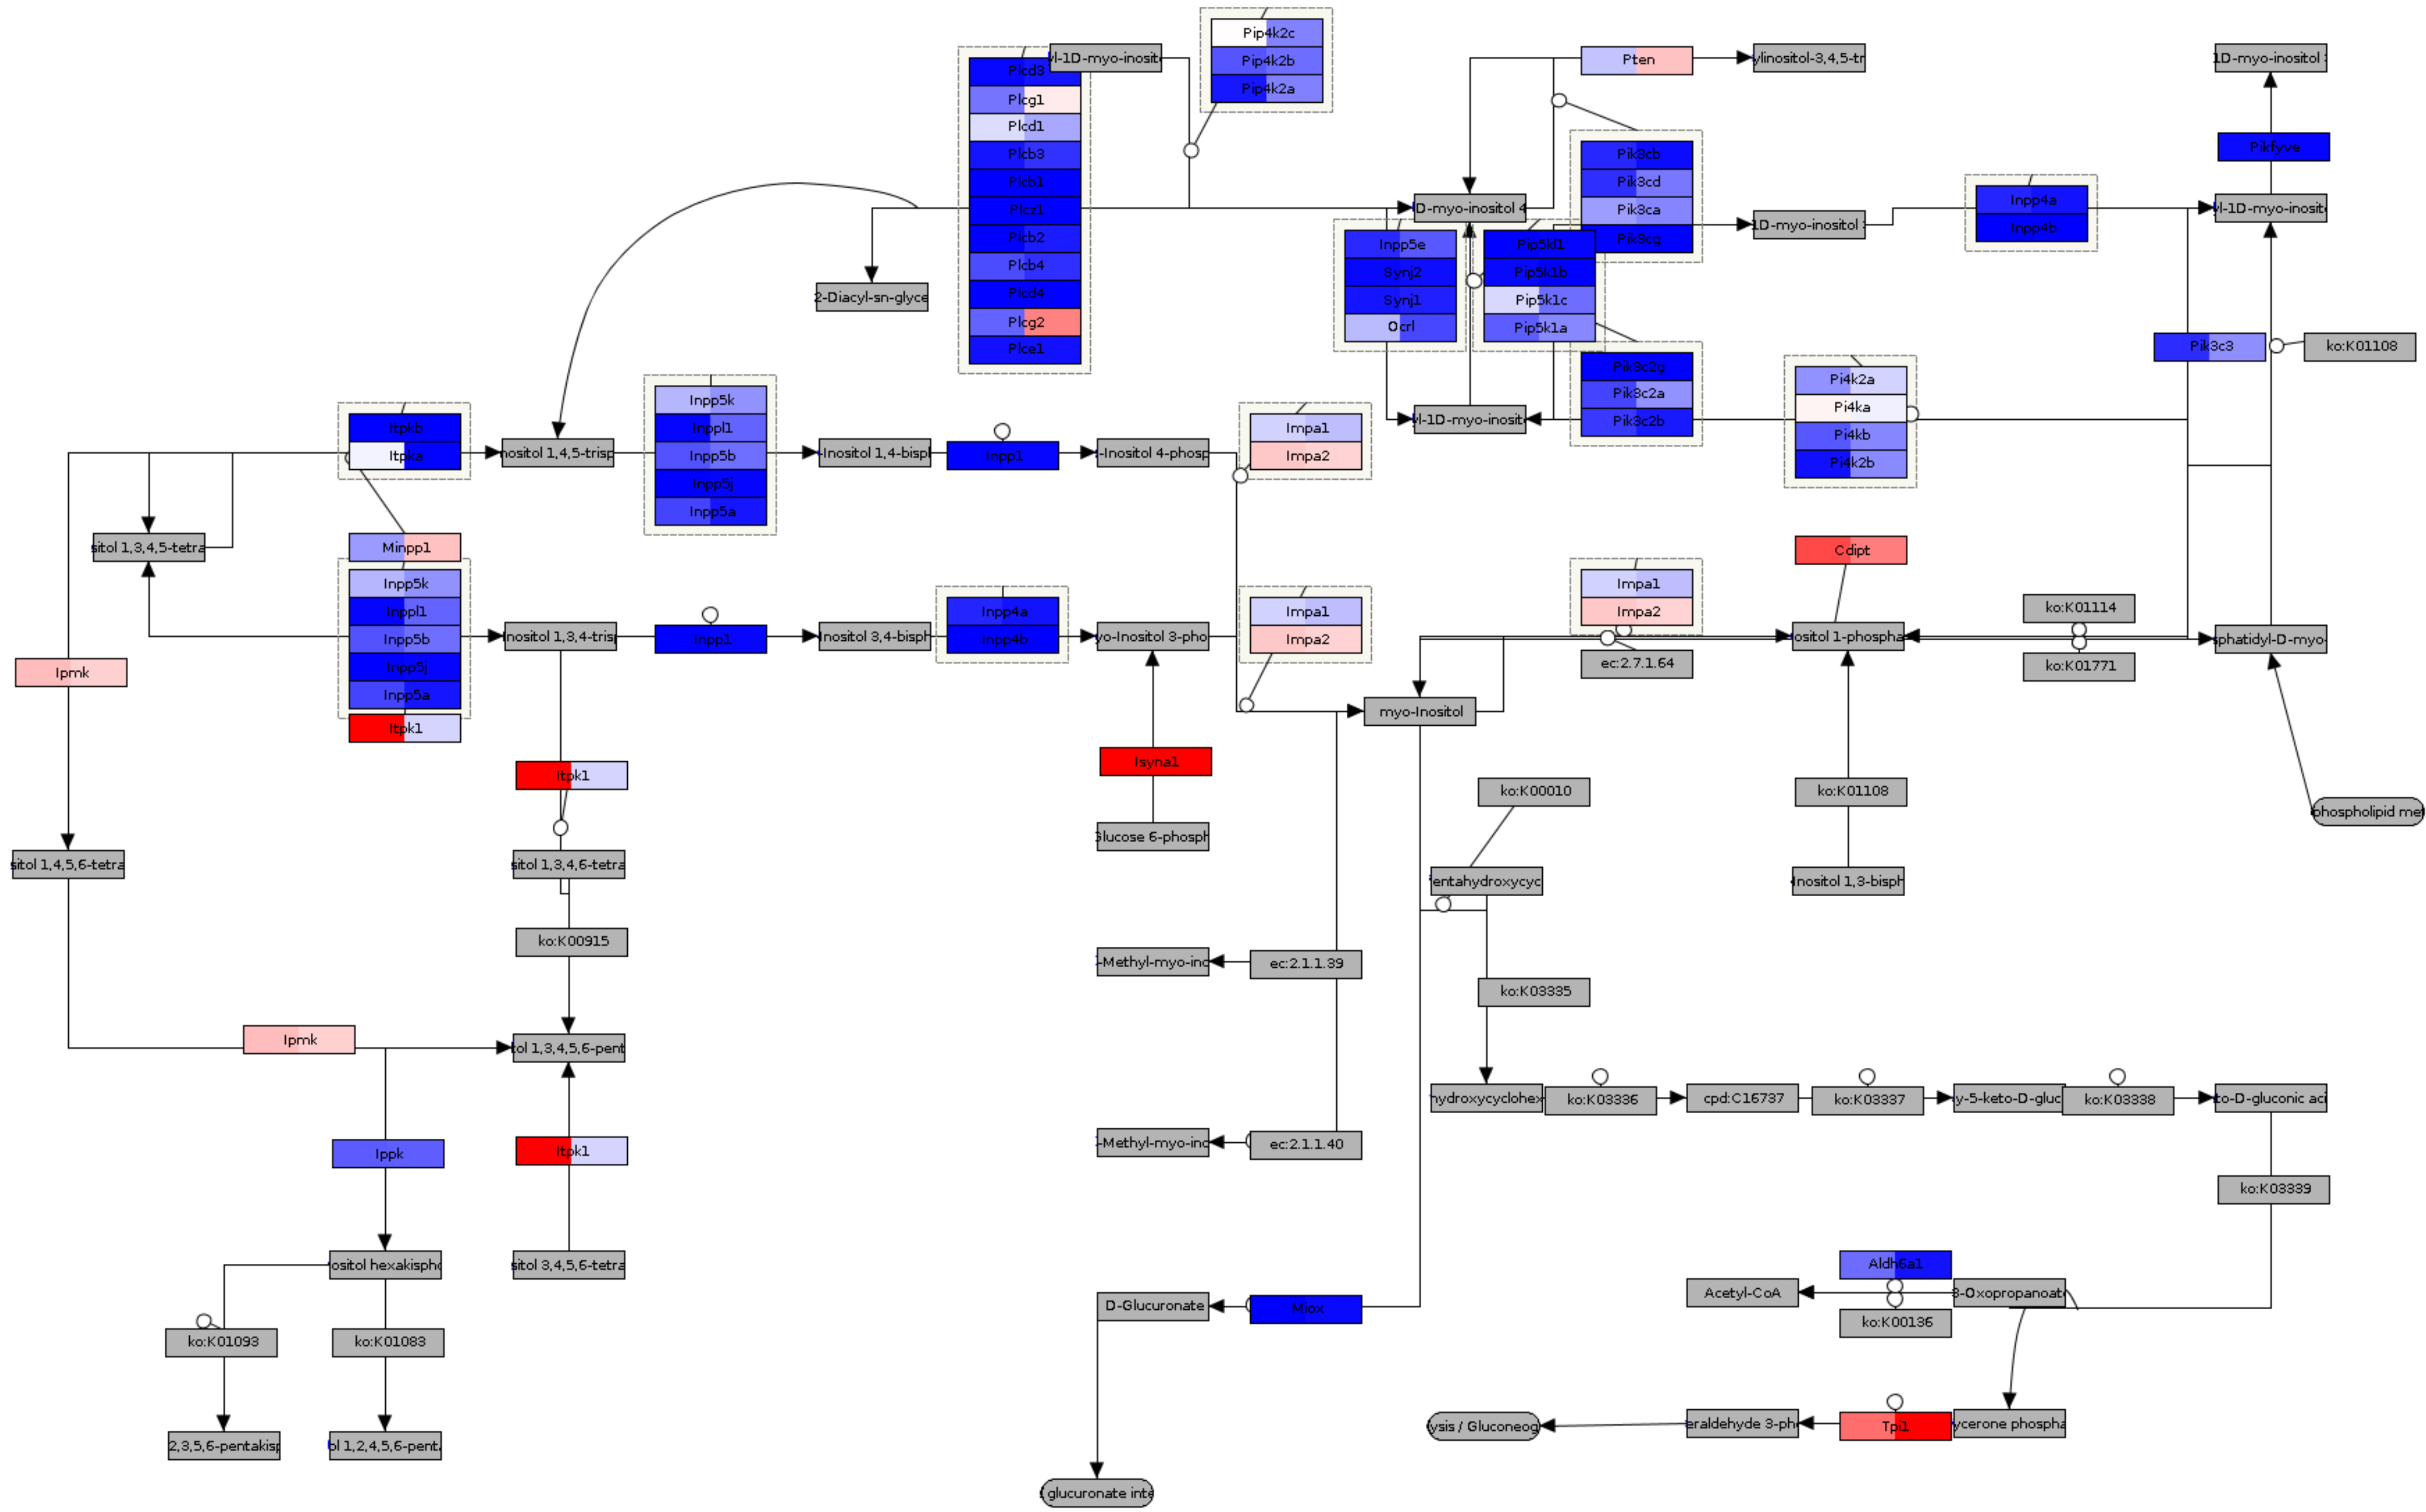 Pip4k2c
Pip4k2b
Pip4k2a
Plcd3
Plcg1
Plcd1
Plcb3
Plcb1
Plcz1
Plcb2
Plcb4
Plcd4
Plcg2
Plce1
yl-1D-myo-inosit
Pten
ylinositol-3,4,5-tr
1D-myo-inositol
Pikfyve
Pik3cb
Pik3cd
Pik3ca
Pik3cg
D-myo-inositol 4
1D-myo-inositol
Inpp4a
Inpp4b
yl-1D-myo-inosit
2-Diacyl-sn-glyce
Inpp5e
Synj2
Synj1
Ocrl
Pip5kl1
Pip5k1b
Pip5k1c
Pip5k1a
Pik3c3
ko:K01108
Pik3c2g
Pik3c2a
Pik3c2b
Pi4k2a
Pi4ka
Pi4kb
Pi4k2b
yl-1D-myo-inosit
Itpkb
Itpka
nositol 1,4,5-trisp
Inpp5k
Inppl1
Inpp5b
Inpp5j
Inpp5a
-Inositol 1,4-bispl
Inpp1
-Inositol 4-phosp
Impa1
Impa2
sitol 1,3,4,5-tetra
Minpp1
Inpp5k
Inppl1
Inpp5b
Inpp5j
Inpp5a
Itpk1
nositol 1,3,4-trisp
Inpp1
Inositol 3,4-bisph
Inpp4a
Inpp4b
yo-Inositol 3-pho
Impa1
Impa2
Impa1
Impa2
ec:2.7.1.64
Cdipt
ositol 1-phospha
ko:K01114
ko:K01771
sphatidyl-D-myo-
Ipmk
myo-Inositol
Itpk1
Isyna1
Glucose 6-phosph
ko:K00010
ko:K01108
phospholipid met
sitol 1,4,5,6-tetra
sitol 1,3,4,6-tetra
entahydroxycyc
Inositol 1,3-bisph
ko:K00915
-Methyl-myo-ino
ec:2.1.1.39
ko:K03335
Ipmk
tol 1,3,4,5,6-pent
hydroxycyclohex
ko:K03336
cpd:C16737
ko:K03337
y-5-keto-D-gluc
ko:K03338
to-D-gluconic aci
-Methyl-myo-ino
ec:2.1.1.40
Ippk
Itpk1
ko:K03339
ositol hexakispho
sitol 3,4,5,6-tetra
D-Glucuronate
Miox
Acetyl-CoA
Aldh6a1
ko:K00136
3-Oxopropanoate
ko:K01093
ko:K01083
ysis / Gluconeog
eraldehyde 3-pho
Tpi1
ycerone phospha
2,3,5,6-pentakisp
ol 1,2,4,5,6-pent
glucuronate inte